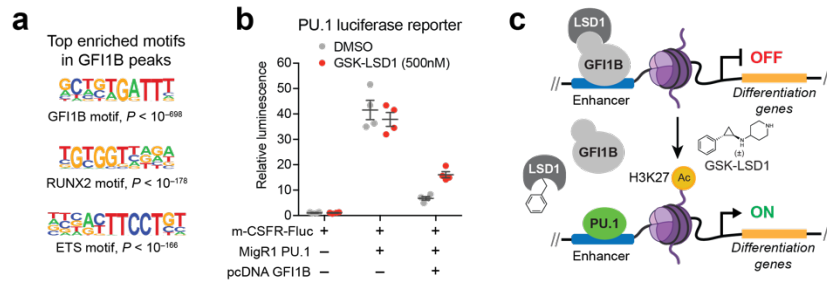 a
Top enriched motifs
in GFI1B peaks
GFI1B motif, P < 10⁻⁶⁹⁸
RUNX2 motif, P < 10⁻¹⁷⁸
ETS motif, P < 10⁻¹⁶⁶
b
PU.1 luciferase reporter
DMSO
GSK-LSD1 (500nM)
Relative luminescence
60
50
40
30
20
10
0
m-CSFR-Fluc + + +
MigR1 PU.1 – + +
pcDNA GFI1B – – +
c
LSD1
GFI1B
Enhancer
OFF
Differentiation
genes
GFI1B
LSD1
N
H
NH
(±)
GSK-LSD1
H3K27
Ac
PU.1
Enhancer
ON
Differentiation
genes